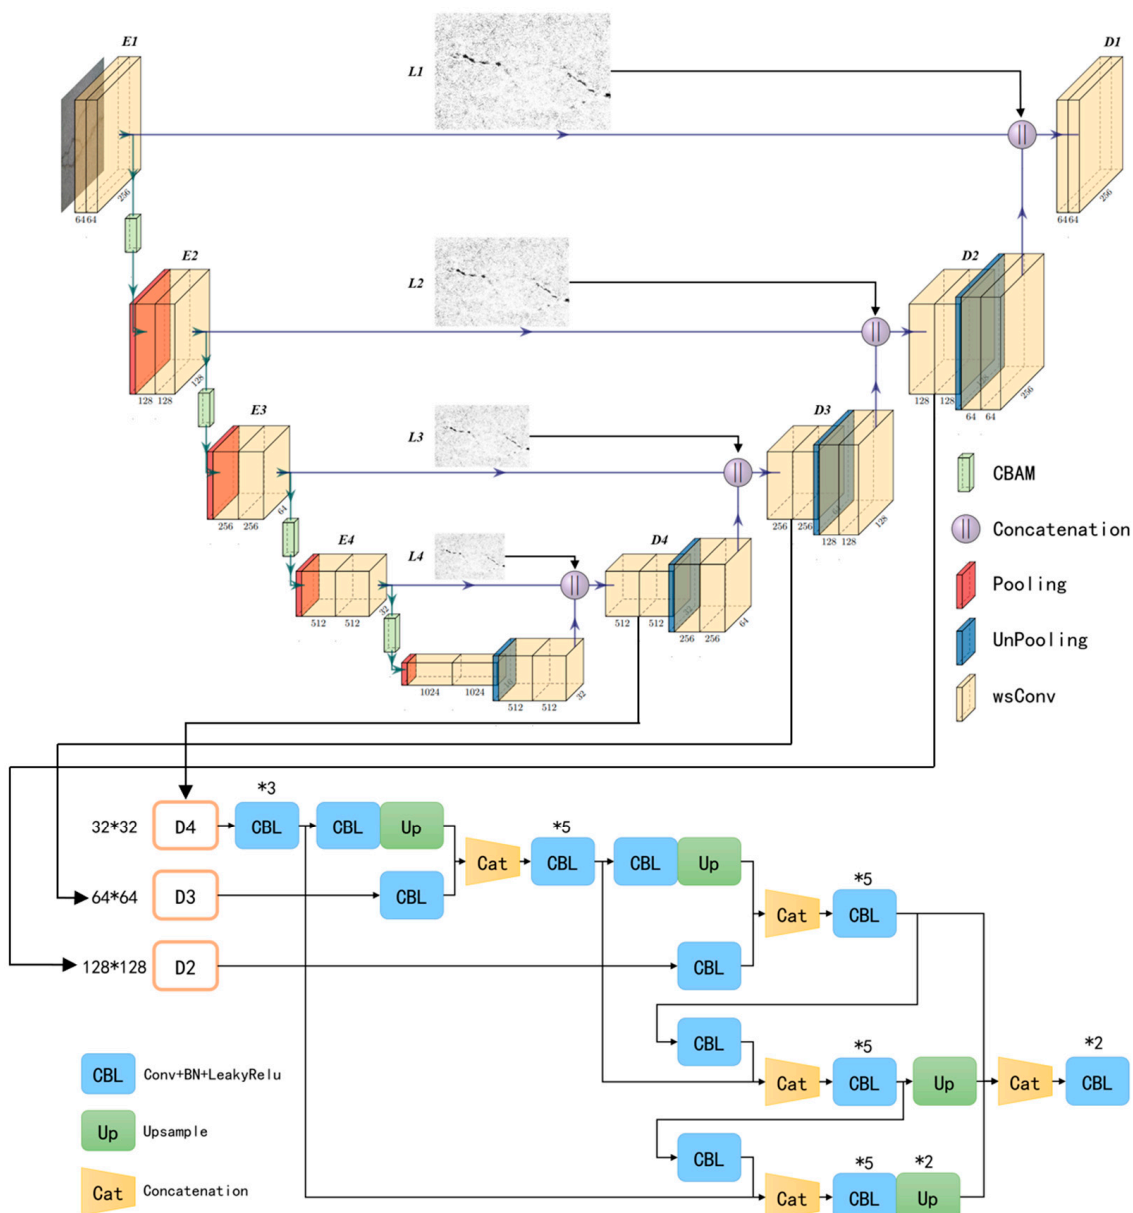 E1
L1
D1
256
64 64
64 64
256
E2
L2
D2
128
128 128
128 128
64 64
256
E3
L3
D3
64
256 256
256 256
128 128
128
CBAM
Concatenation
Pooling
UnPooling
wsConv
E4
L4
D4
32
512 512
512 512
256 256
64
1024 1024
512 512
32
*3
32*32
D4
CBL
CBL
Up
Cat
*5
CBL
CBL
Up
64*64
D3
CBL
Cat
*5
CBL
128*128
D2
CBL
CBL
Cat
*5
CBL
Up
Cat
*2
CBL
CBL
Cat
*5
CBL
*2
Up
CBL Conv+BN+LeakyRelu
Up Upsample
Cat Concatenation